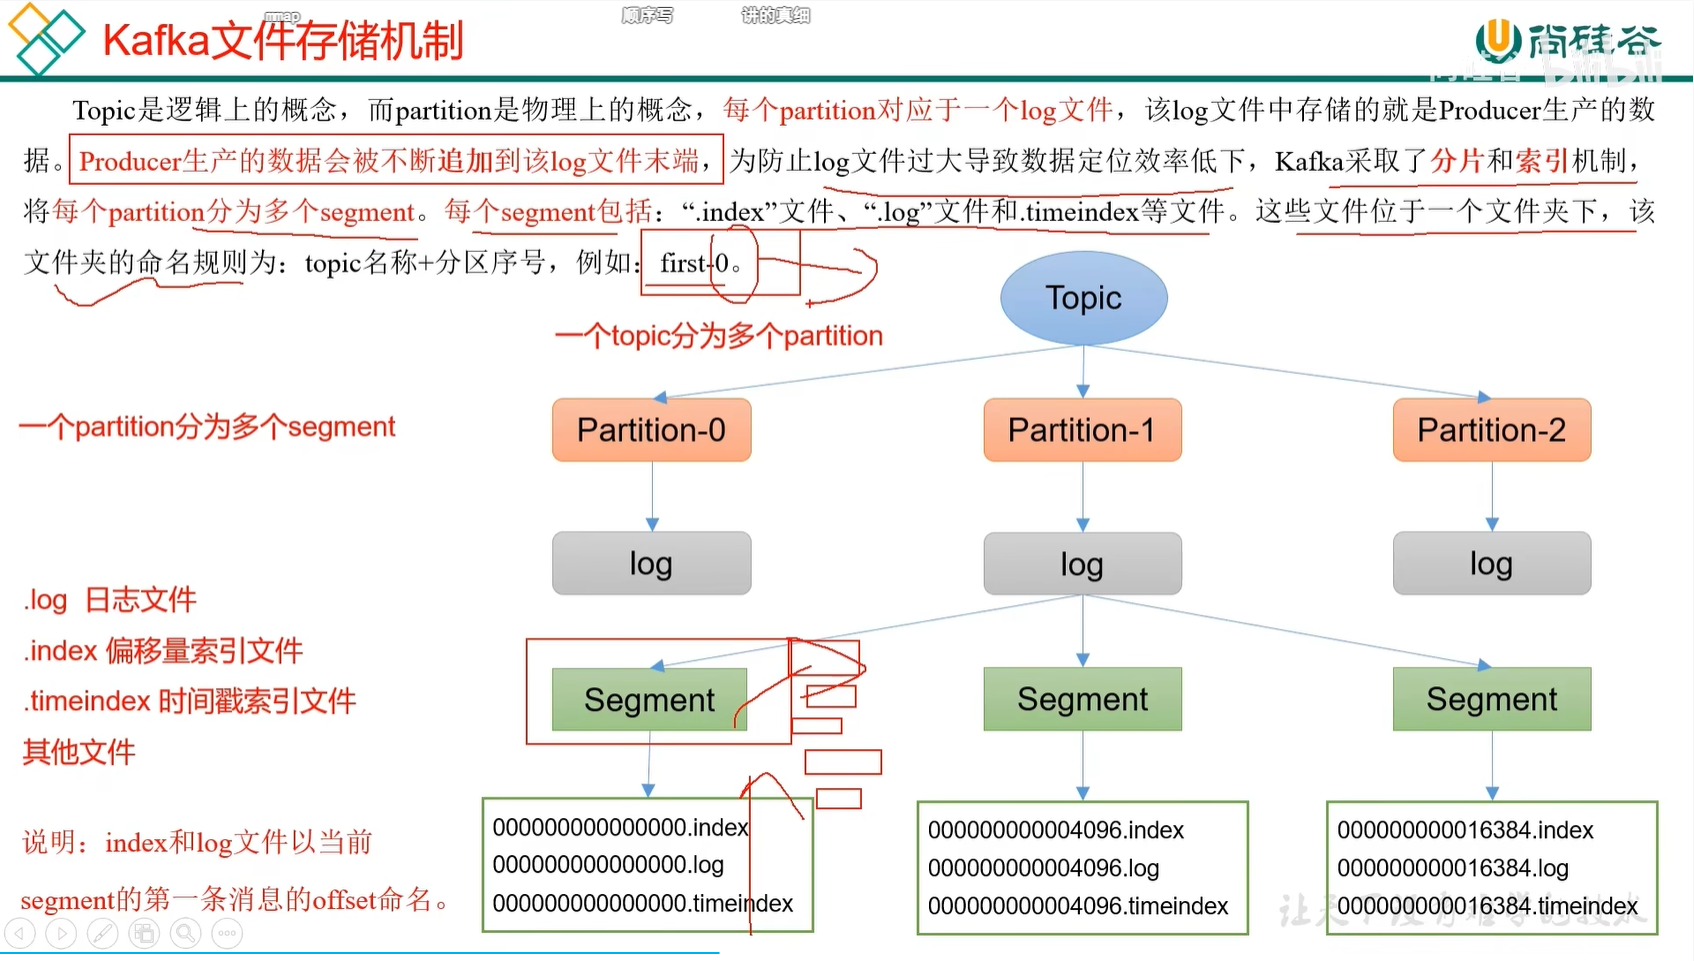 mmap
顺序写
讲的真细
Kafka文件存储机制
尚硅谷
bilibili
Topic是逻辑上的概念，而partition是物理上的概念，每个partition对应于一个log文件，该log文件中存储的就是Producer生产的数
据。Producer生产的数据会被不断追加到该log文件末端，为防止log文件过大导致数据定位效率低下，Kafka采取了分片和索引机制，
将每个partition分为多个segment。每个segment包括：“.index”文件、“.log”文件和.timeindex等文件。这些文件位于一个文件夹下，该
文件夹的命名规则为：topic名称+分区序号，例如：first-0。
Topic
一个topic分为多个partition
一个partition分为多个segment
Partition-0
Partition-1
Partition-2
log
log
log
.log 日志文件
.index 偏移量索引文件
.timeindex 时间戳索引文件
其他文件
Segment
Segment
Segment
说明：index和log文件以当前
segment的第一条消息的offset命名。
000000000000000.index
000000000000000.log
000000000000000.timeindex
000000000004096.index
000000000004096.log
000000000004096.timeindex
000000000016384.index
000000000016384.log
000000000016384.timeindex
让天下没有难学的技术